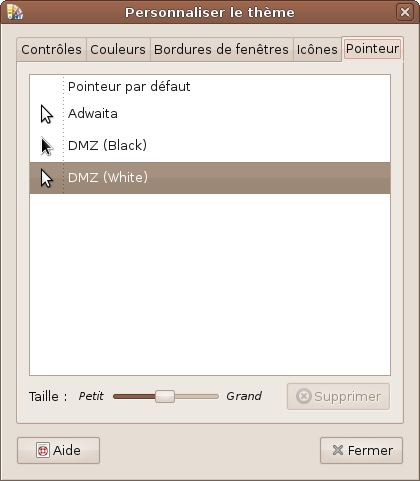 Personnaliser le thème
Contrôles Couleurs Bordures de fenêtres Icônes Pointeur
Pointeur par défaut
Adwaita
DMZ (Black)
DMZ (White)
Taille : Petit Grand Supprimer
Aide Fermer